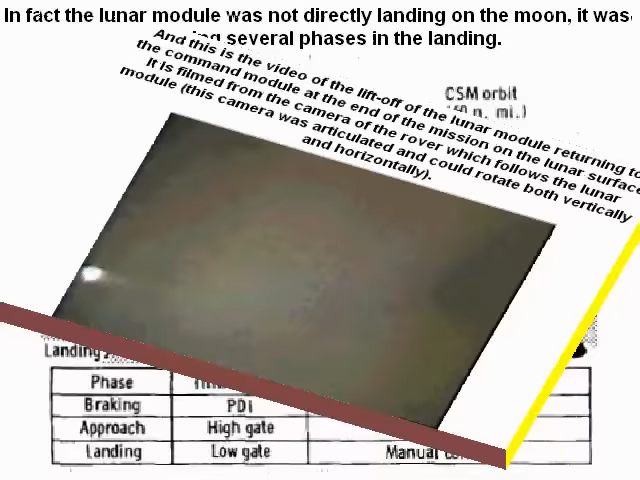 In fact the lunar module was not directly landing on the moon, it was
several phases in the landing.
And this is the video of the lift-off of the lunar module returning to
the command module at the end of the mission on the lunar surface
It is filmed from the camera of the rover which follows the lunar
module (this camera was articulated and could rotate both vertically
and horizontally).
CSM orbit
n. mi.)
Landing
Phase
Braking PDI
Approach High gate
Landing Low gate Manual